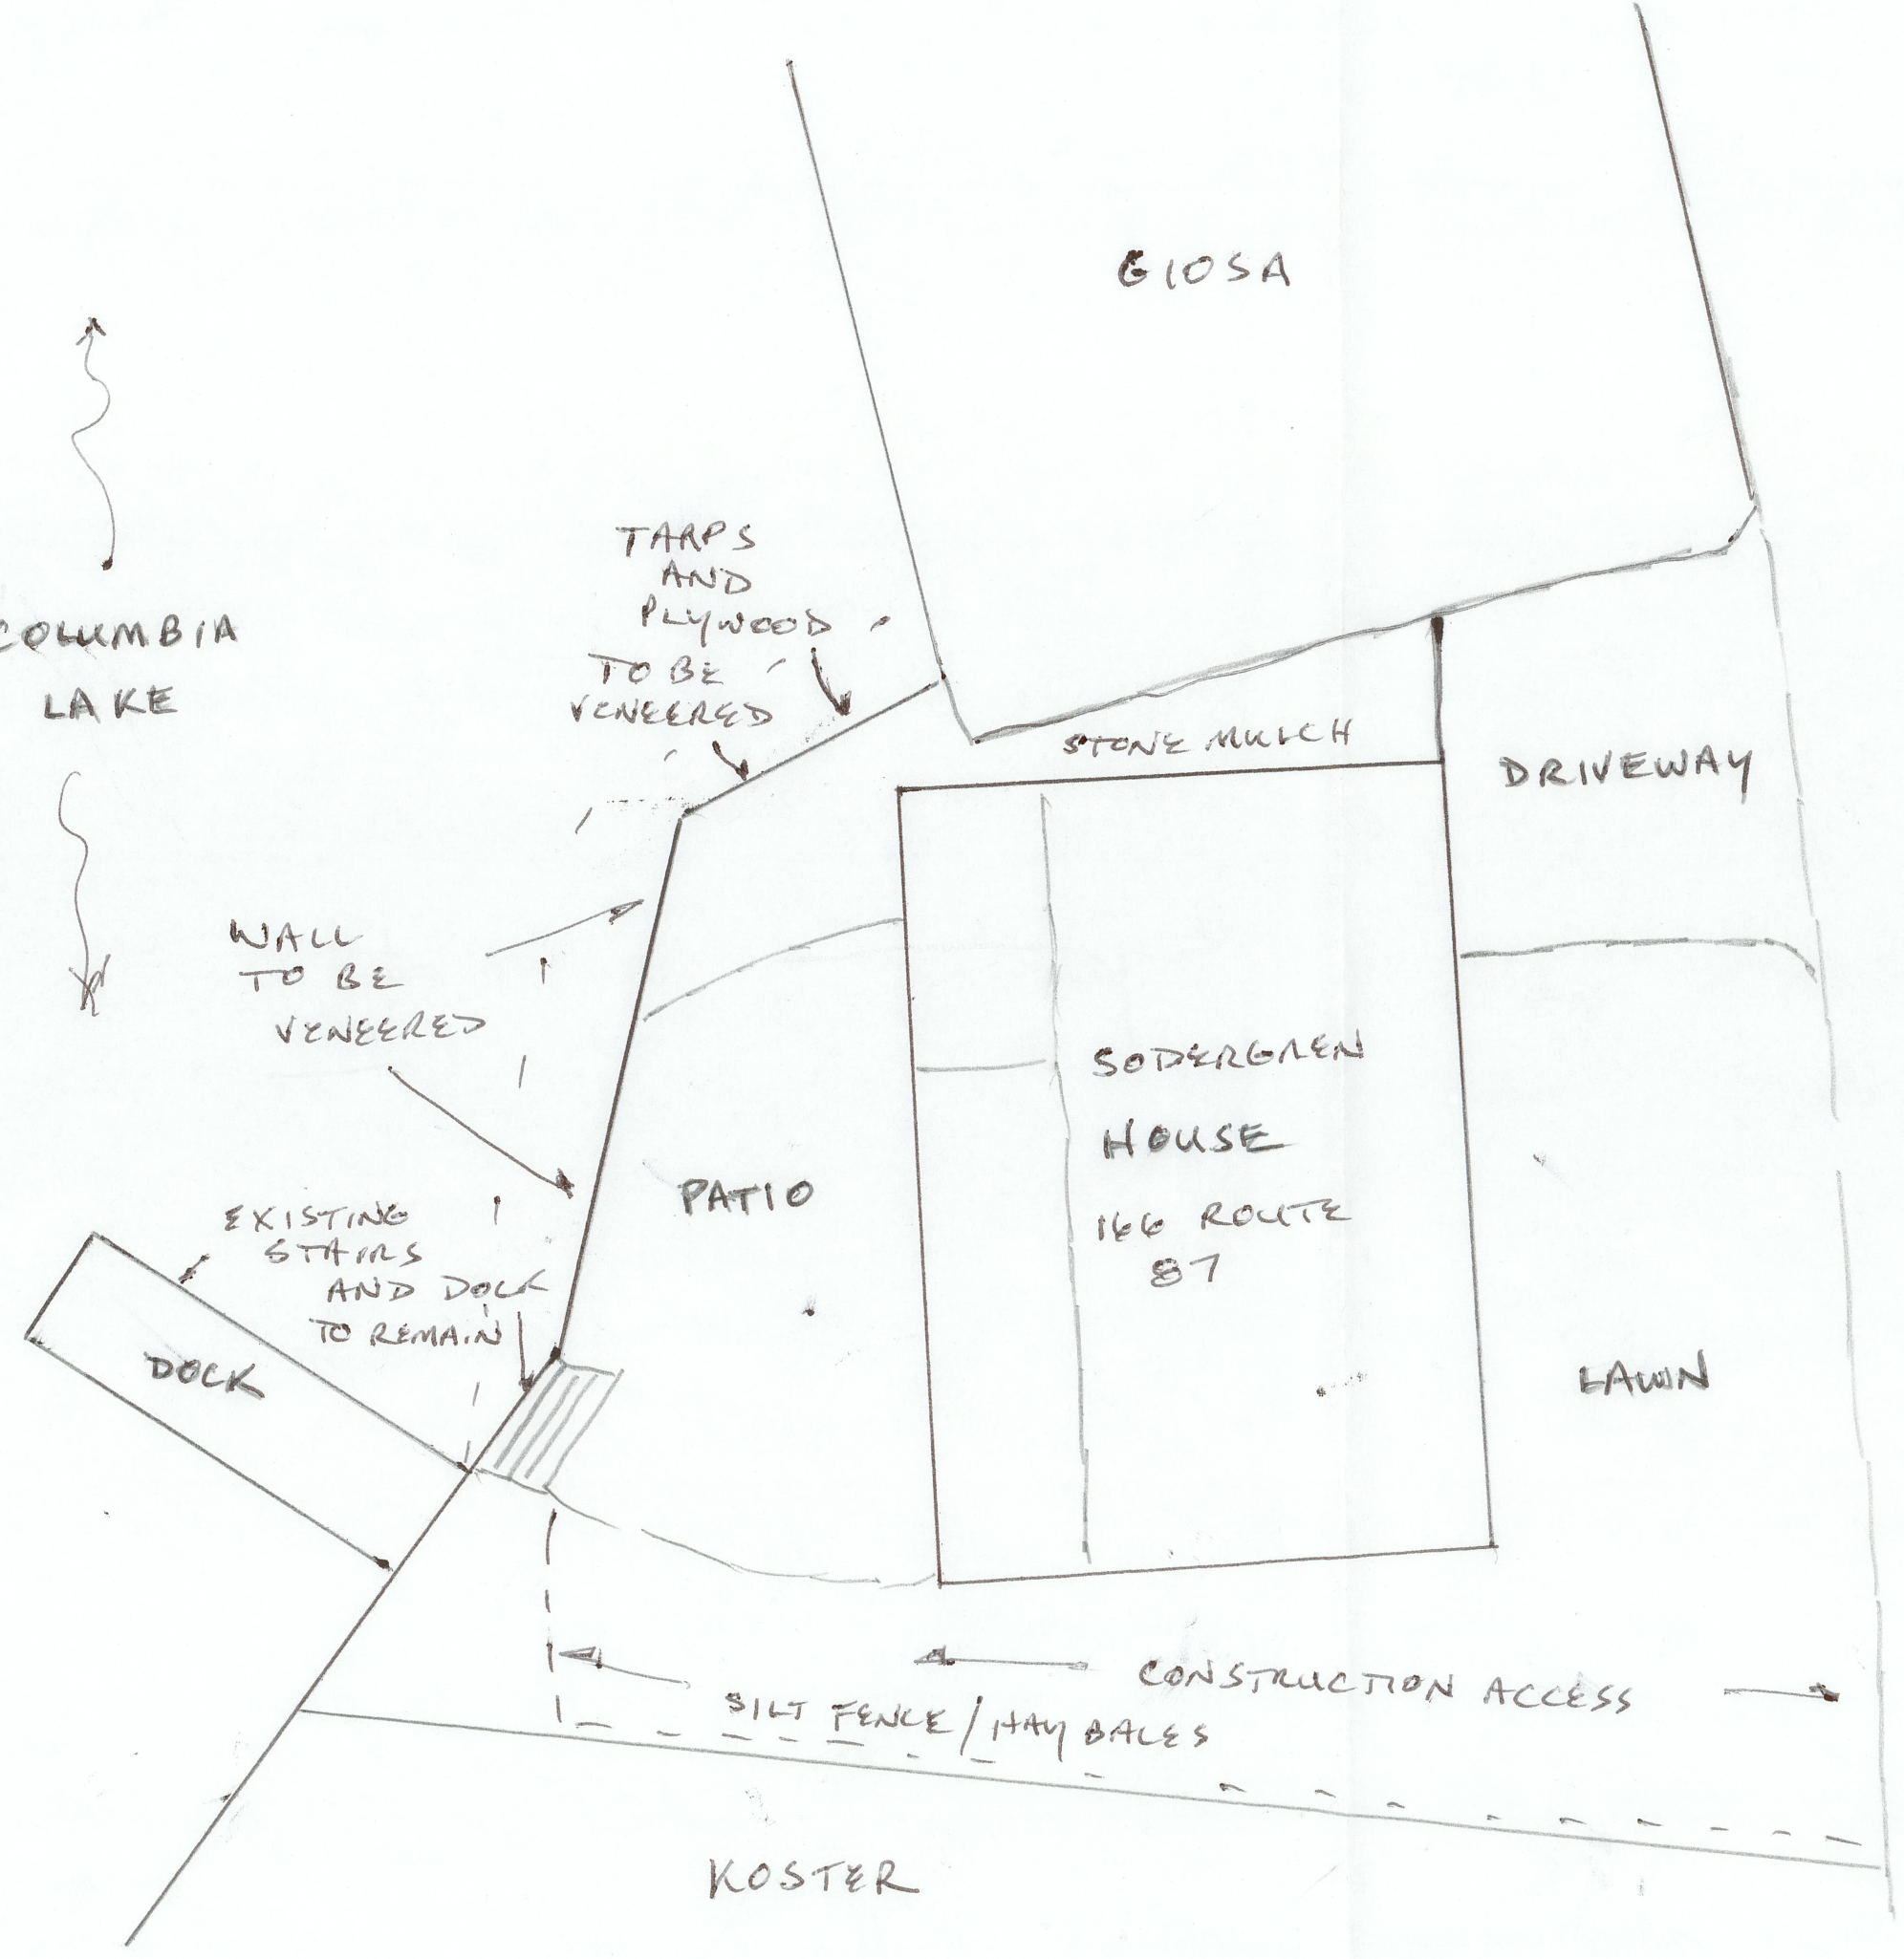 GIOSA
TARPS
AND
PLYWOOD
TO BE
VENEERED
COLUMBIA
LAKE
STONE MULCH
DRIVEWAY
WALL
TO BE
VENEERED
SODERGREN
HOUSE
166 ROUTE
87
PATIO
EXISTING
STAIRS
AND DOCK
TO REMAIN
DOCK
LAWN
CONSTRUCTION ACCESS
SILT FENCE/HAY BALES
KOSTER